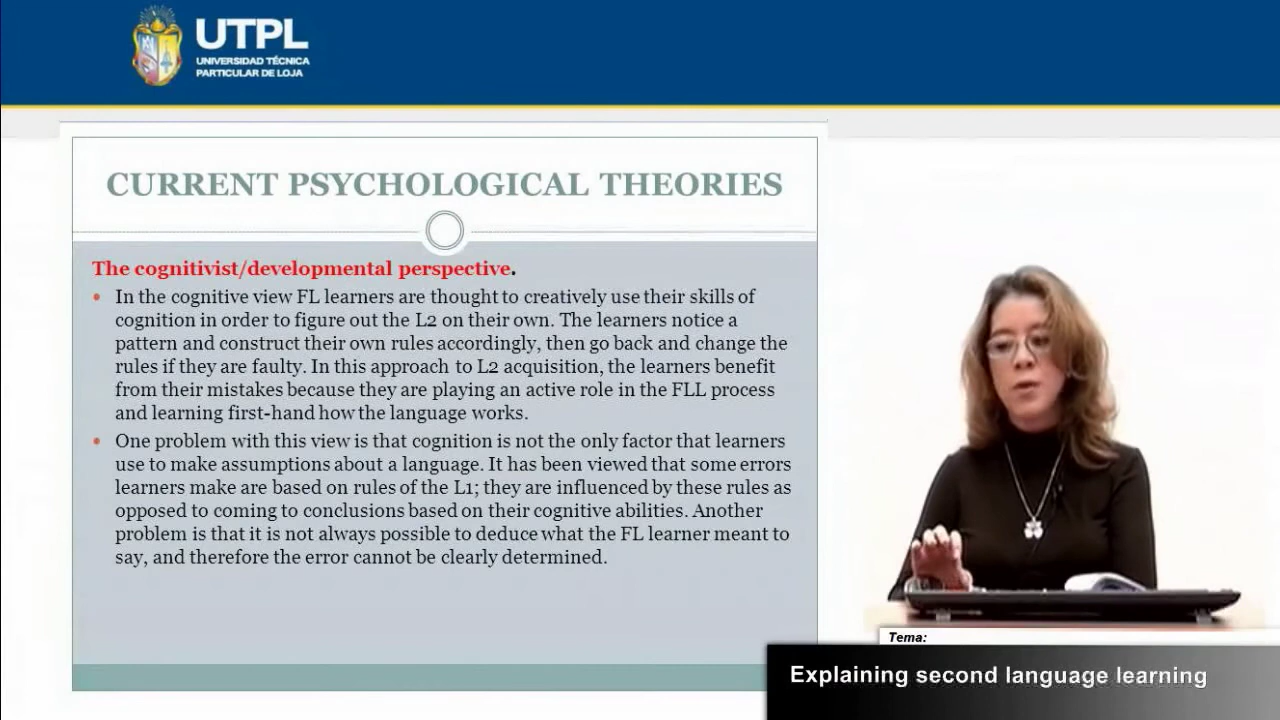 UTPL
UNIVERSIDAD TÉCNICA
PARTICULAR DE LOJA
CURRENT PSYCHOLOGICAL THEORIES
The cognitivist/developmental perspective.
• In the cognitive view FL learners are thought to creatively use their skills of
cognition in order to figure out the L2 on their own. The learners notice a
pattern and construct their own rules accordingly, then go back and change the
rules if they are faulty. In this approach to L2 acquisition, the learners benefit
from their mistakes because they are playing an active role in the FLL process
and learning first-hand how the language works.
• One problem with this view is that cognition is not the only factor that learners
use to make assumptions about a language. It has been viewed that some errors
learners make are based on rules of the L1; they are influenced by these rules as
opposed to coming to conclusions based on their cognitive abilities. Another
problem is that it is not always possible to deduce what the FL learner meant to
say, and therefore the error cannot be clearly determined.
Tema:
Explaining second language learning